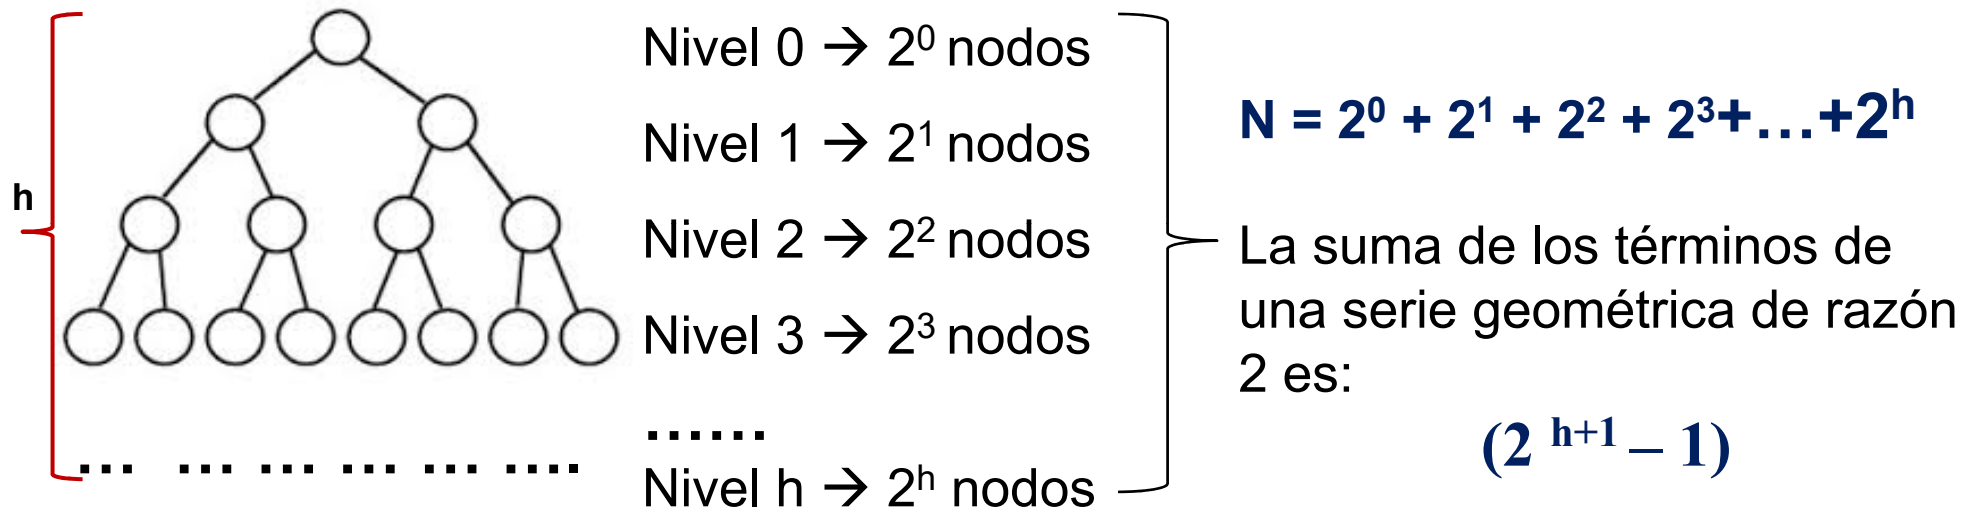 h
Nivel 0 → 2⁰ nodos
Nivel 1 → 2¹ nodos
Nivel 2 → 2² nodos
Nivel 3 → 2³ nodos
......
... ... ... ... ... ....
Nivel h → 2ʰ nodos
N = 2⁰ + 2¹ + 2² + 2³+...+2ʰ
La suma de los términos de
una serie geométrica de razón
2 es:
(2 ʰ⁺¹ – 1)